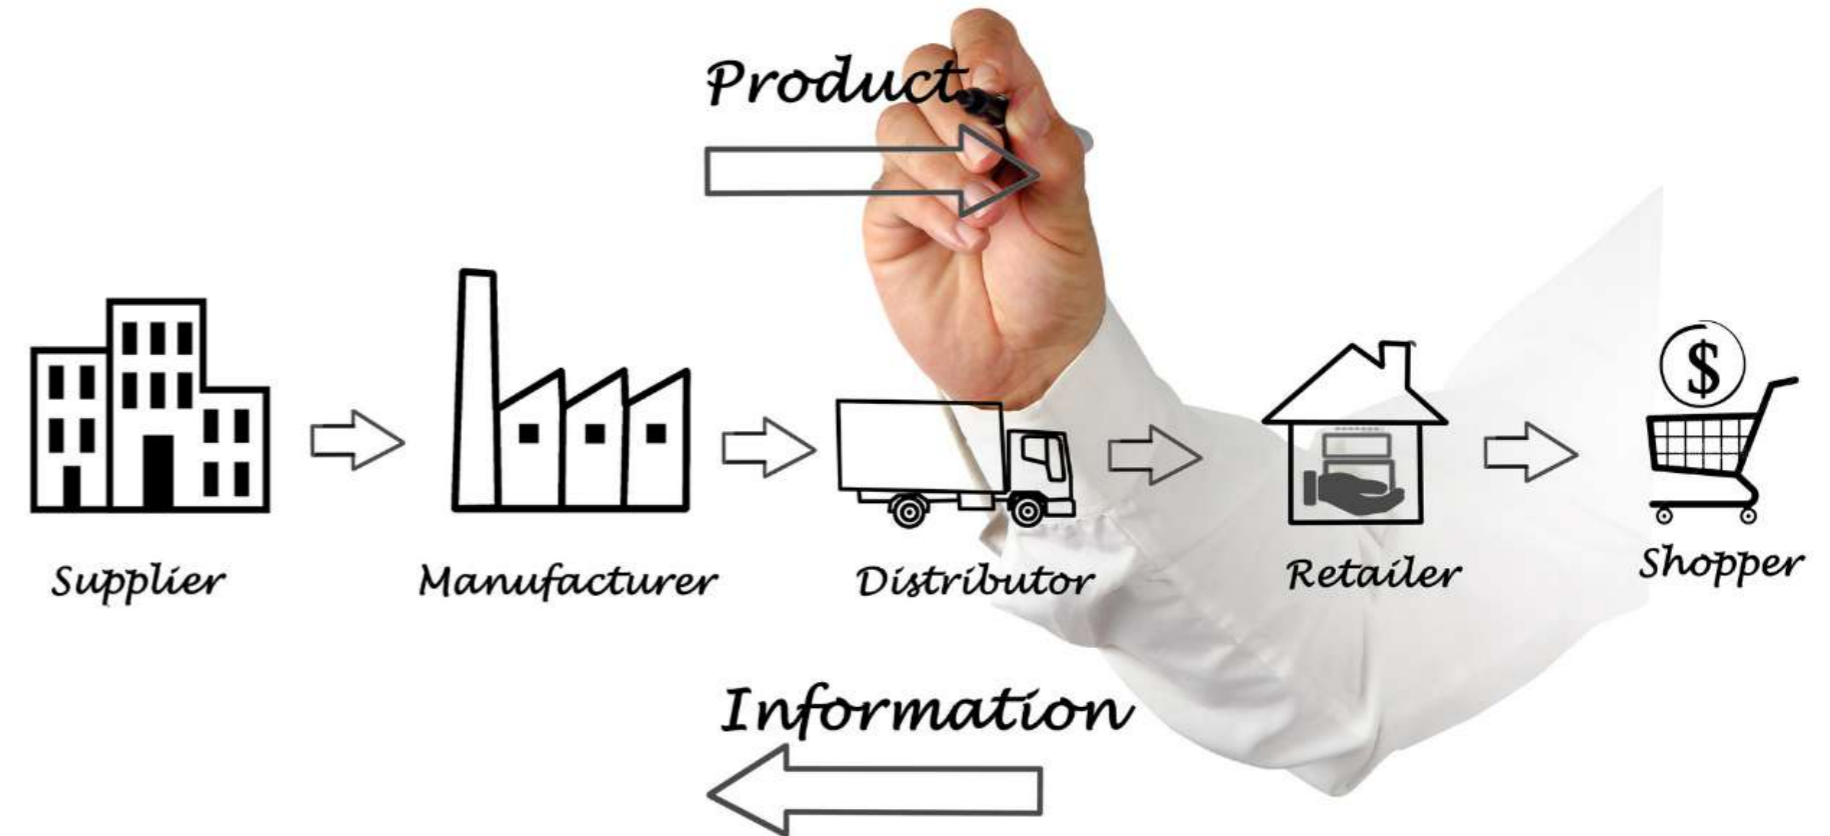 Product
$
Supplier
Manufacturer
Distributor
Retailer
Shopper
Information